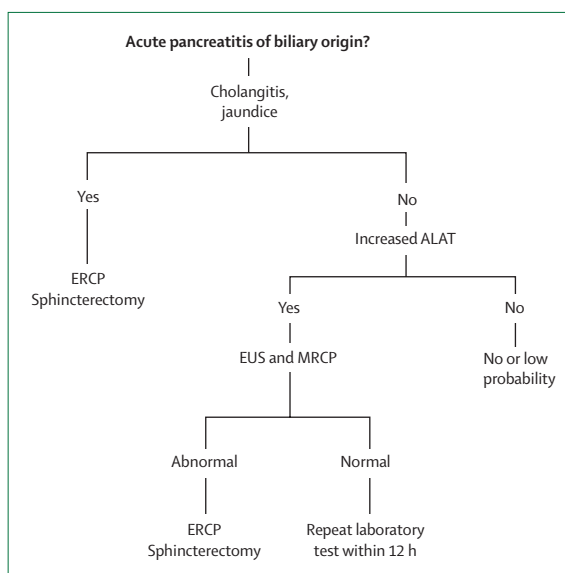 Acute pancreatitis of biliary origin?
Cholangitis,
jaundice
Yes
No
ERCP
Sphincterectomy
Increased ALAT
Yes
No
EUS and MRCP
No or low
probability
Abnormal
Normal
ERCP
Sphincterectomy
Repeat laboratory
test within 12 h